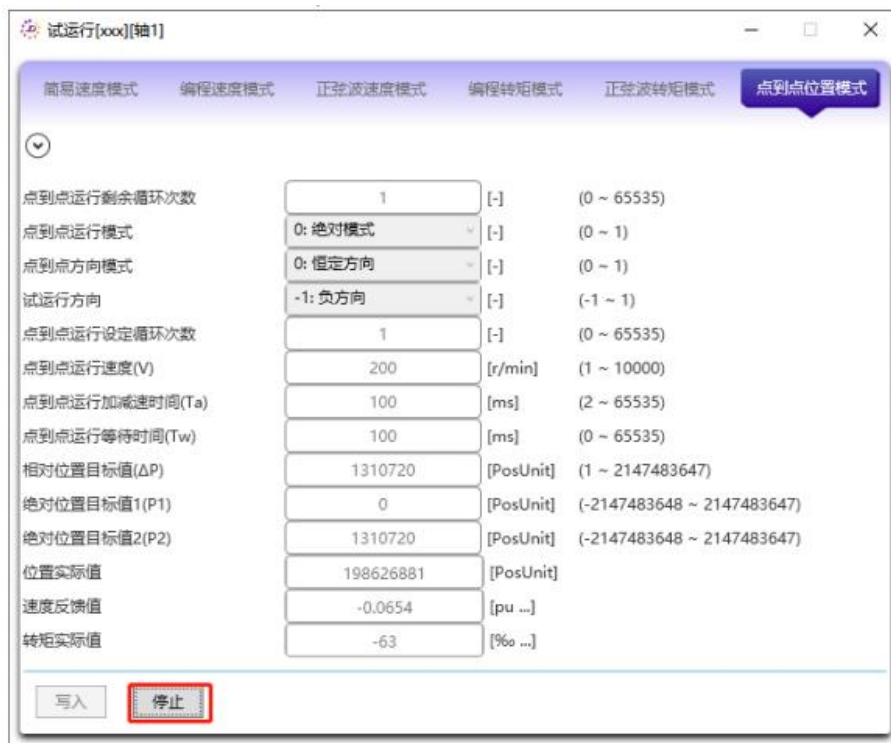 试运行[xxx][轴1]
简易速度模式 编程速度模式 正弦波速度模式 编程转矩模式 正弦波转矩模式 点到点位置模式
点到点运行剩余循环次数 1 [-] (0 ~ 65535)
点到点运行模式 0: 绝对模式 [-] (0 ~ 1)
点到点方向模式 0: 恒定方向 [-] (0 ~ 1)
试运行方向 -1: 负方向 [-] (-1 ~ 1)
点到点运行设定循环次数 1 [-] (0 ~ 65535)
点到点运行速度(V) 200 [r/min] (1 ~ 10000)
点到点运行加减速时间(Ta) 100 [ms] (2 ~ 65535)
点到点运行等待时间(Tw) 100 [ms] (0 ~ 65535)
相对位置目标值(ΔP) 1310720 [PosUnit] (1 ~ 2147483647)
绝对位置目标值1(P1) 0 [PosUnit] (-2147483648 ~ 2147483647)
绝对位置目标值2(P2) 1310720 [PosUnit] (-2147483648 ~ 2147483647)
位置实际值 198626881 [PosUnit]
速度反馈值 -0.0654 [pu ...]
转矩实际值 -63 [‰ ...]
写入 停止